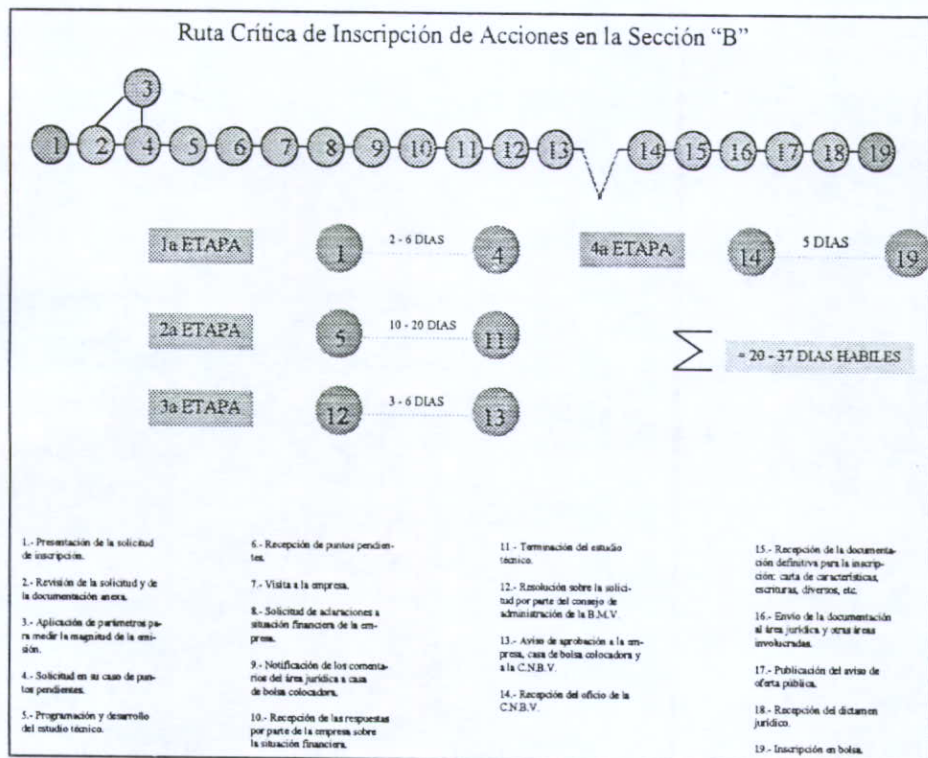 Ruta Crítica de Inscripción de Acciones en la Sección “B”
3
1 2 4 5 6 7 8 9 10 11 12 13 14 15 16 17 18 19
1a ETAPA 1 2 - 6 DIAS 4
4a ETAPA 14 5 DIAS 19
2a ETAPA 5 10 - 20 DIAS 11
∑ = 20 - 37 DIAS HABILES
3a ETAPA 12 3 - 6 DIAS 13
1.- Presentación de la solicitud
de inscripción.
2.- Revisión de la solicitud y de
la documentación anexa.
3.- Aplicación de parámetros pa-
ra medir la magnitud de la emi-
sión.
4.- Solicitud en su caso de pun-
tos pendientes.
5.- Programación y desarrollo
del estudio técnico.
6.- Recepción de puntos pendien-
tes.
7.- Visita a la empresa.
8.- Solicitud de aclaraciones a
situación financiera de la em-
presa.
9.- Notificación de los comenta-
rios del área jurídica a casa
de bolsa colocadora.
10.- Recepción de las respuestas
por parte de la empresa sobre
la situación financiera.
11 - Terminación del estudio
técnico.
12.- Resolución sobre la solici-
tud por parte del consejo de
administración de la B.M.V.
13.- Aviso de aprobación a la em-
presa, casa de bolsa colocadora y
a la C.N.B.V.
14.- Recepción del oficio de la
C.N.B.V.
15.- Recepción de la documenta-
ción definitiva para la inscrip-
ción: carta de características,
escrituras, diversos, etc.
16.- Envio de la documentación
al área jurídica y otras áreas
involucradas.
17.- Publicación del aviso de
oferta pública.
18.- Recepción del dictamen
jurídico.
19.- Inscripción en bolsa.